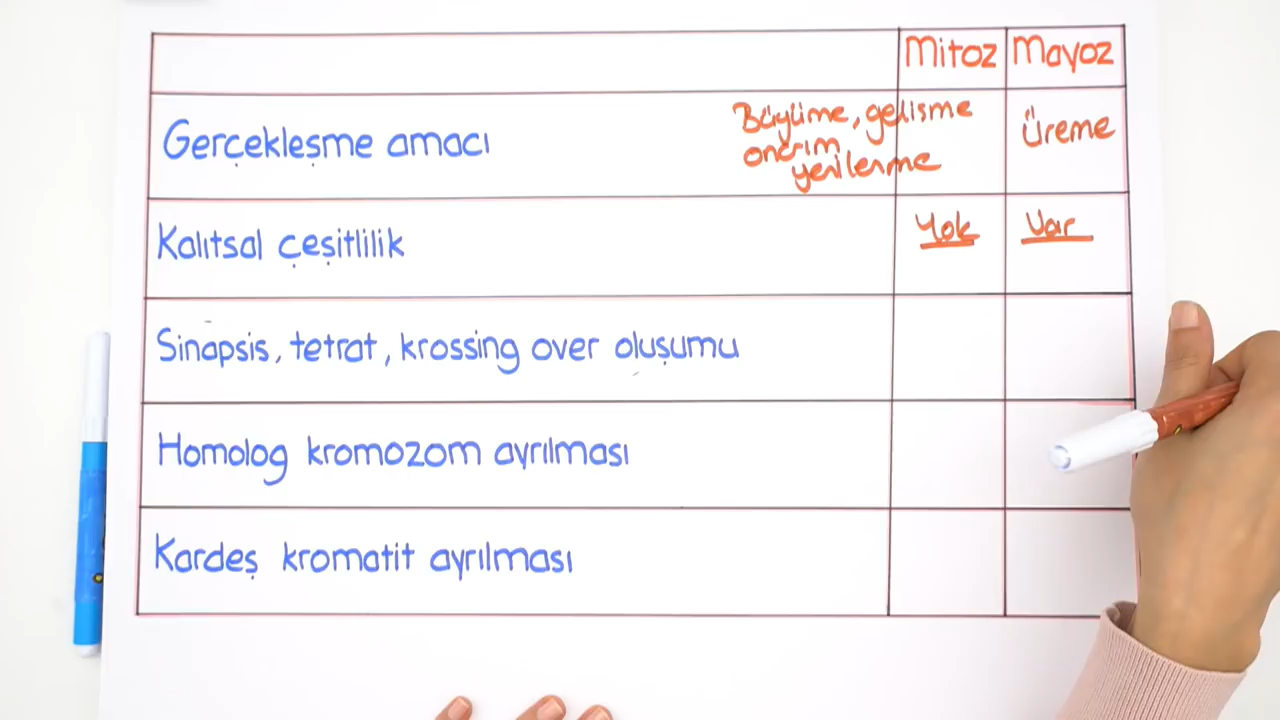 Mitoz Mayoz
Gerçekleşme amacı Büyüme, gelişme Üreme
onarım
yenilenme
Kalıtsal çeşitlilik Yok Var
Sinapsis, tetrat, krossing over oluşumu
Homolog kromozom ayrılması
Kardeş kromatit ayrılması